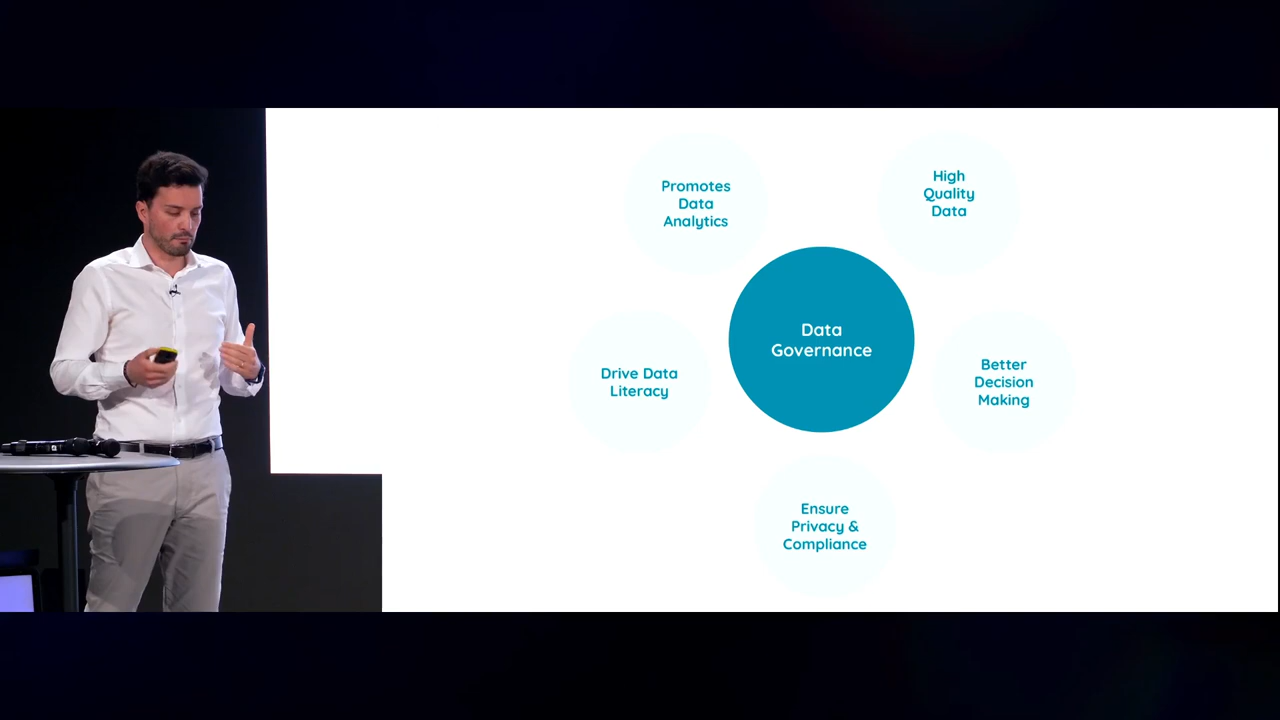 Promotes
Data
Analytics
High
Quality
Data
Data
Governance
Drive Data
Literacy
Better
Decision
Making
Ensure
Privacy &
Compliance